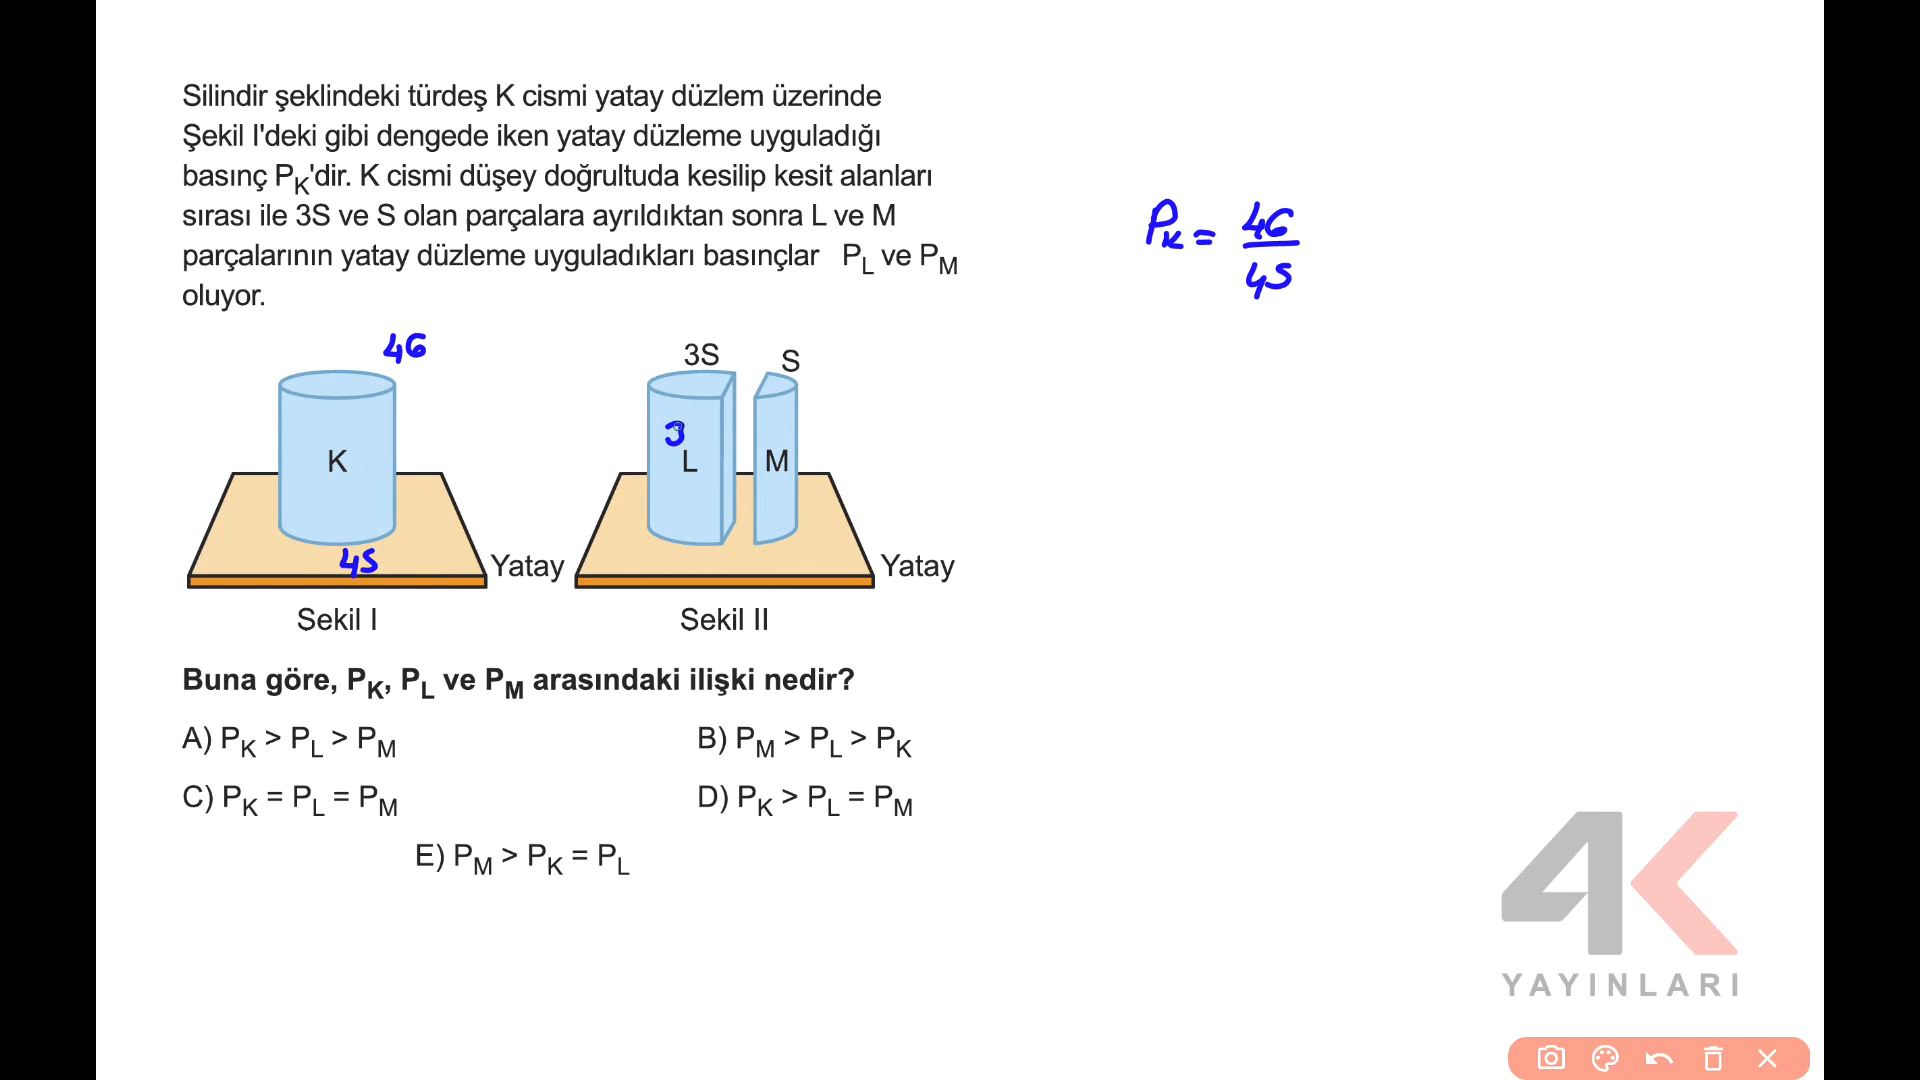 Silindir şeklindeki türdeş K cismi yatay düzlem üzerinde
Şekil I'deki gibi dengede iken yatay düzleme uyguladığı
basınç PK'dir. K cismi düşey doğrultuda kesilip kesit alanları
sırası ile 3S ve S olan parçalara ayrıldıktan sonra L ve M
parçalarının yatay düzleme uyguladıkları basınçlar PL ve PM
oluyor.
PK = 4G
4S
4G
3S
S
3
K
L
M
4S
Yatay
Yatay
Sekil I
Sekil II
Buna göre, PK, PL ve PM arasındaki ilişki nedir?
A) PK > PL > PM
B) PM > PL > PK
C) PK = PL = PM
D) PK > PL = PM
E) PM > PK = PL
4K
YAYINLARI